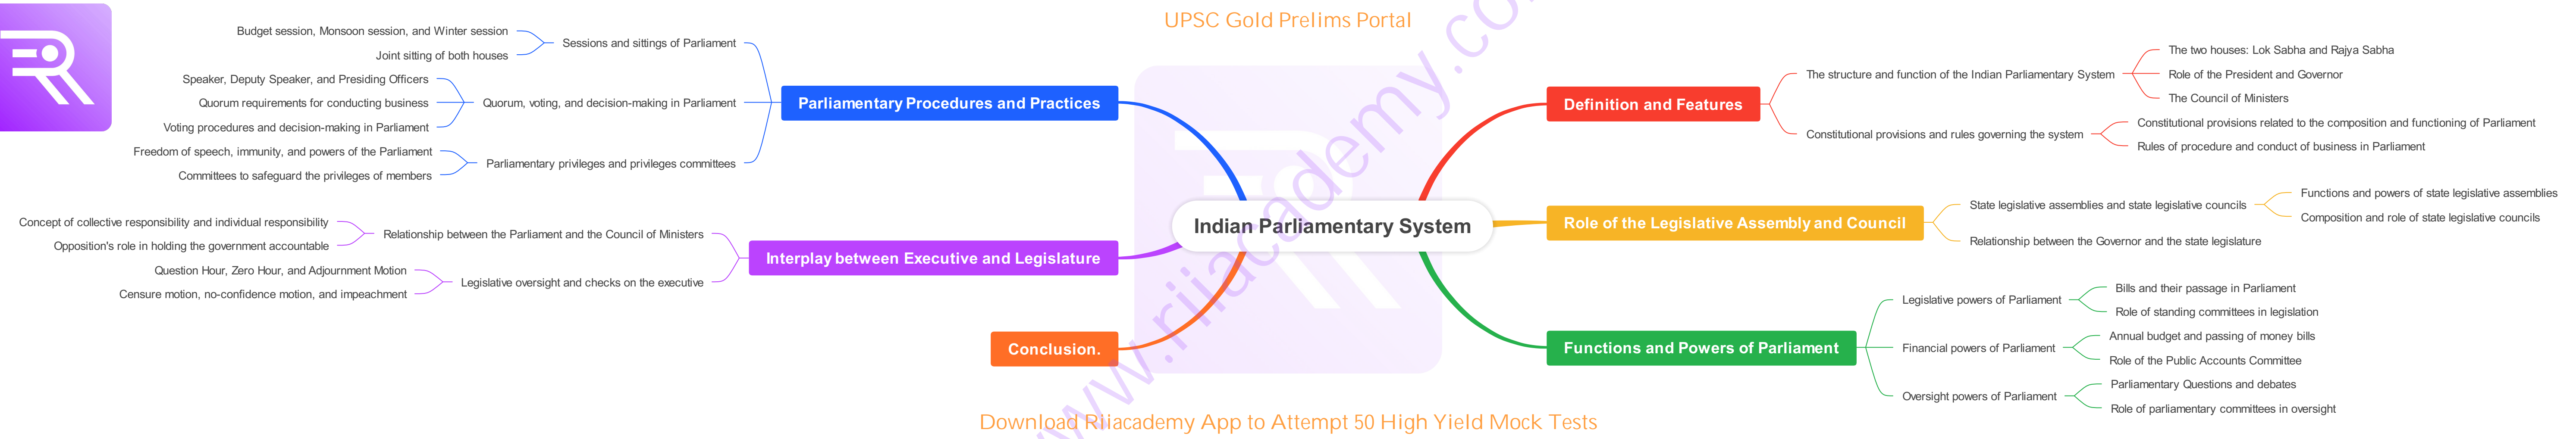 UPSC Gold Prelims Portal
Indian Parliamentary System
Definition and Features
The structure and function of the Indian Parliamentary System
The two houses: Lok Sabha and Rajya Sabha
Role of the President and Governor
The Council of Ministers
Constitutional provisions and rules governing the system
Constitutional provisions related to the composition and functioning of Parliament
Rules of procedure and conduct of business in Parliament
Role of the Legislative Assembly and Council
State legislative assemblies and state legislative councils
Functions and powers of state legislative assemblies
Composition and role of state legislative councils
Relationship between the Governor and the state legislature
Functions and Powers of Parliament
Legislative powers of Parliament
Bills and their passage in Parliament
Role of standing committees in legislation
Financial powers of Parliament
Annual budget and passing of money bills
Role of the Public Accounts Committee
Oversight powers of Parliament
Parliamentary Questions and debates
Role of parliamentary committees in oversight
Parliamentary Procedures and Practices
Sessions and sittings of Parliament
Budget session, Monsoon session, and Winter session
Joint sitting of both houses
Quorum, voting, and decision-making in Parliament
Speaker, Deputy Speaker, and Presiding Officers
Quorum requirements for conducting business
Voting procedures and decision-making in Parliament
Parliamentary privileges and privileges committees
Freedom of speech, immunity, and powers of the Parliament
Committees to safeguard the privileges of members
Interplay between Executive and Legislature
Relationship between the Parliament and the Council of Ministers
Concept of collective responsibility and individual responsibility
Opposition's role in holding the government accountable
Legislative oversight and checks on the executive
Question Hour, Zero Hour, and Adjournment Motion
Censure motion, no-confidence motion, and impeachment
Conclusion.
Download Riiacademy App to Attempt 50 High Yield Mock Tests
www.riiacademy.co